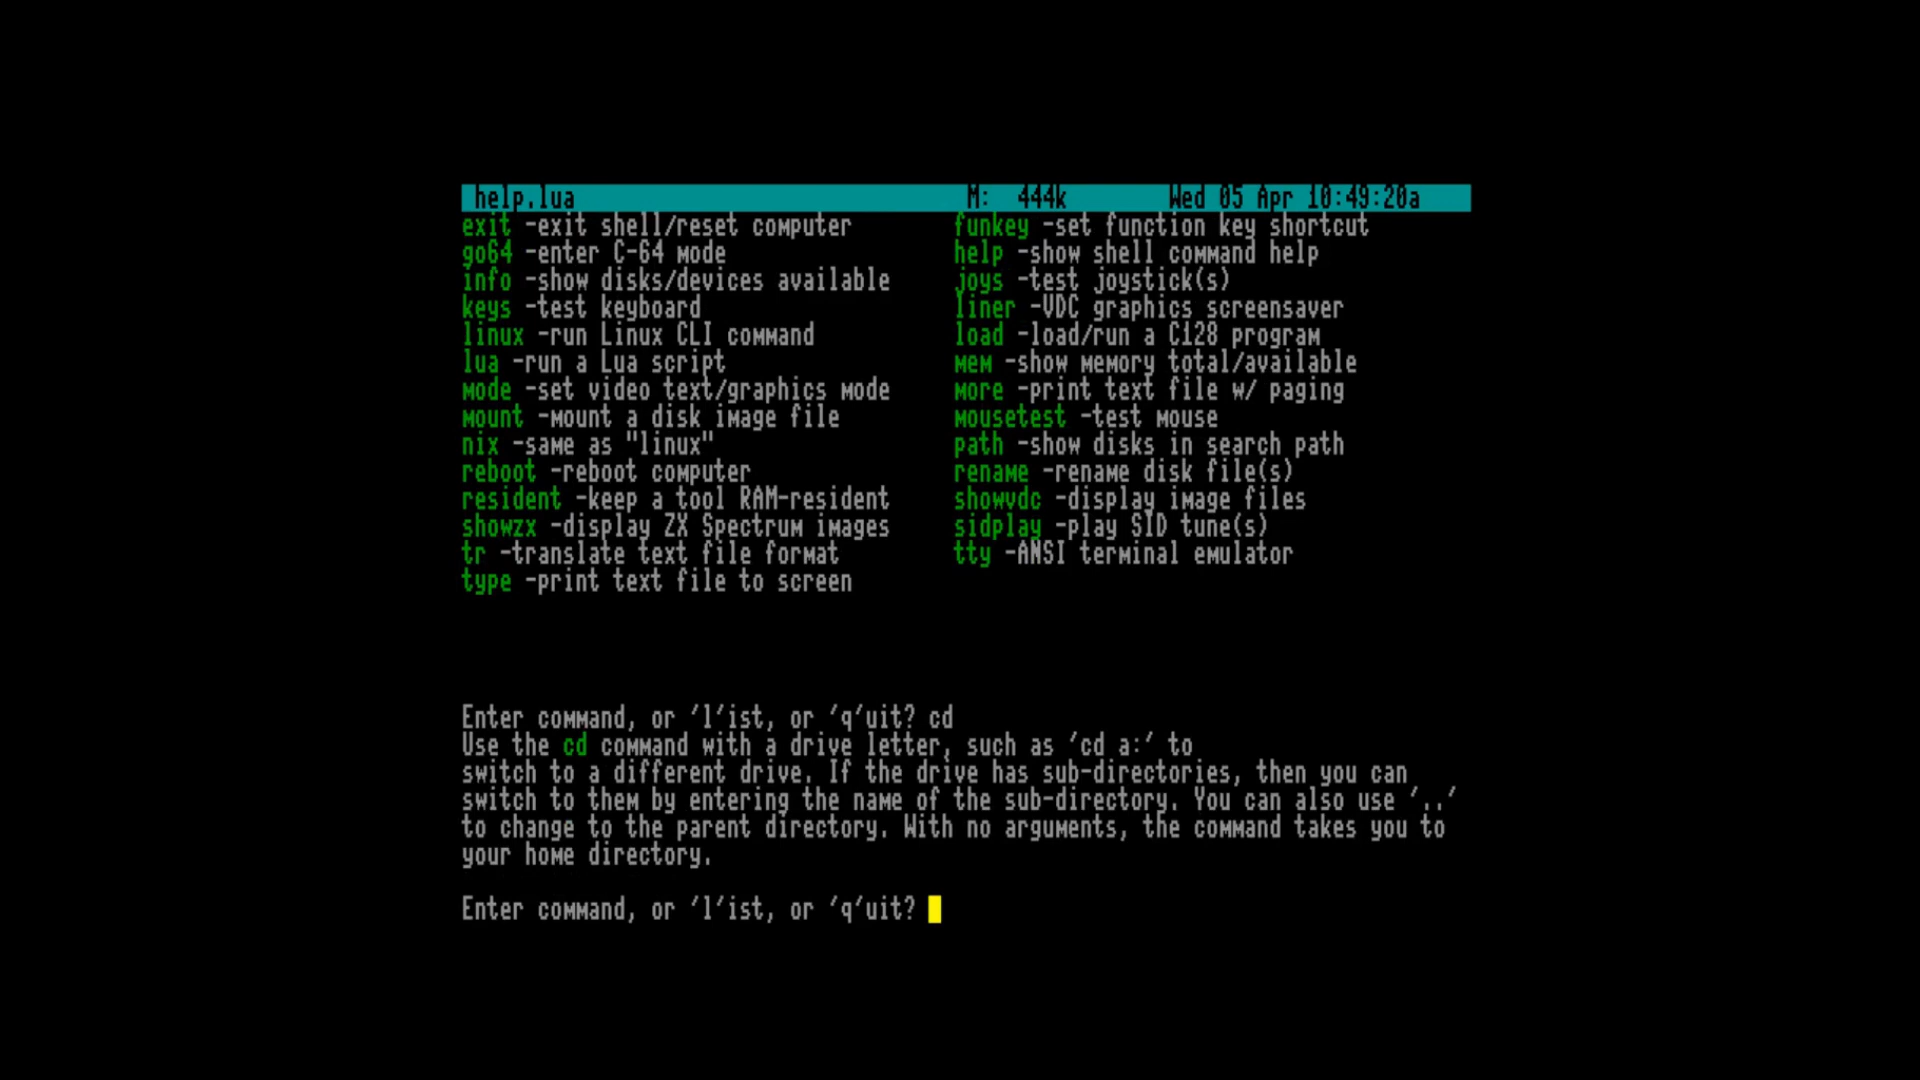 help.lua M: 444k Wed 05 Apr 10:49:20a
exit -exit shell/reset computer funkey -set function key shortcut
go64 -enter C-64 mode help -show shell command help
info -show disks/devices available joys -test joystick(s)
keys -test keyboard liner -VDC graphics screensaver
linux -run Linux CLI command load -load/run a C128 program
lua -run a Lua script mem -show memory total/available
mode -set video text/graphics mode more -print text file w/ paging
mount -mount a disk image file mousetest -test mouse
nix -same as "linux" path -show disks in search path
reboot -reboot computer rename -rename disk file(s)
resident -keep a tool RAM-resident showvdc -display image files
showzx -display ZX Spectrum images sidplay -play SID tune(s)
tr -translate text file format tty -ANSI terminal emulator
type -print text file to screen
Enter command, or 'l'ist, or 'q'uit? cd
Use the cd command with a drive letter, such as 'cd a:' to
switch to a different drive. If the drive has sub-directories, then you can
switch to them by entering the name of the sub-directory. You can also use '..'
to change to the parent directory. With no arguments, the command takes you to
your home directory.
Enter command, or 'l'ist, or 'q'uit?